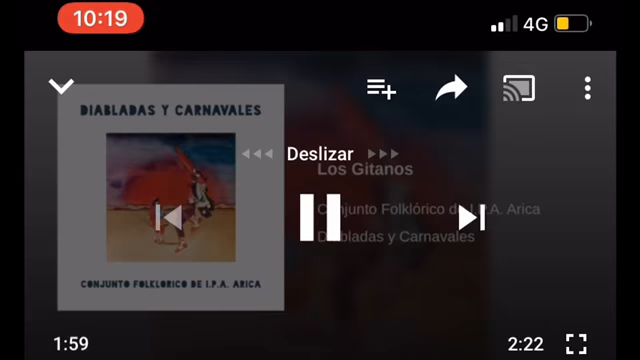 10:19
4G
DIABLADAS Y CARNAVALES
Deslizar
Los Gitanos
Conjunto Folklórico de I.P.A. Arica
Diabladas y Carnavales
CONJUNTO FOLKLORICO DE I.P.A. ARICA
1:59
2:22